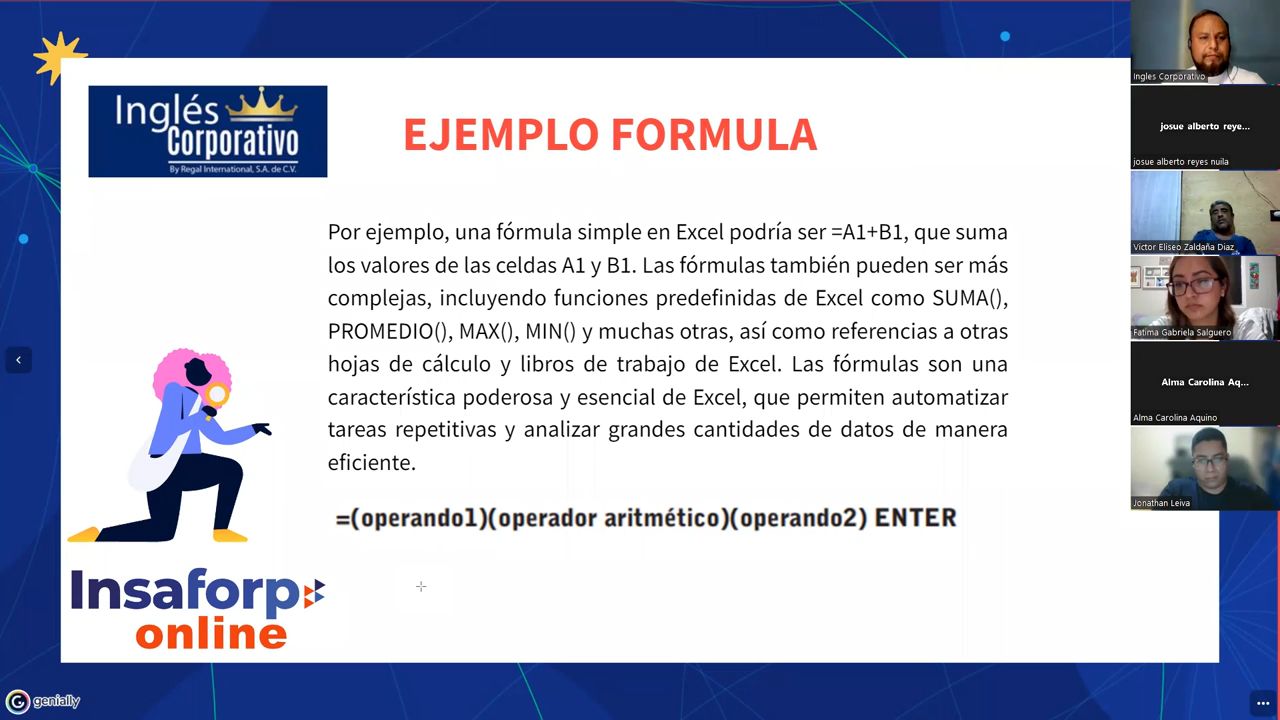 Inglés
Corporativo
By Regal International, S.A. de C.V.
EJEMPLO FORMULA
Por ejemplo, una fórmula simple en Excel podría ser =A1+B1, que suma
los valores de las celdas A1 y B1. Las fórmulas también pueden ser más
complejas, incluyendo funciones predefinidas de Excel como SUMA(),
PROMEDIO(), MAX(), MIN() y muchas otras, así como referencias a otras
hojas de cálculo y libros de trabajo de Excel. Las fórmulas son una
característica poderosa y esencial de Excel, que permiten automatizar
tareas repetitivas y analizar grandes cantidades de datos de manera
eficiente.
=(operando1)(operador aritmético)(operando2) ENTER
Insaforp
online
genially
Ingles Corporativo
josue alberto reye...
josue alberto reyes nuila
Victor Eliseo Zaldaña Diaz
Fatima Gabriela Salguero
Alma Carolina Aq...
Alma Carolina Aquino
Jonathan Leiva